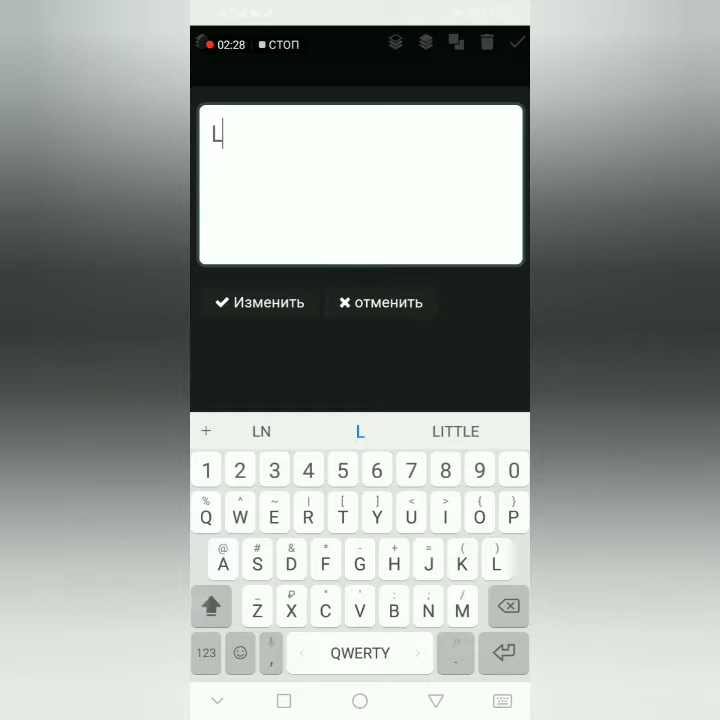 02:28 СТОП
L
Изменить отменить
+ LN L LITTLE
1 2 3 4 5 6 7 8 9 0
% ^ ~ | [ ] < > { }
Q W E R T Y U I O P
@ # & * - + = ( )
A S D F G H J K L
_ ₽ " ' : ; /
Z X C V B N M
123 , QWERTY .